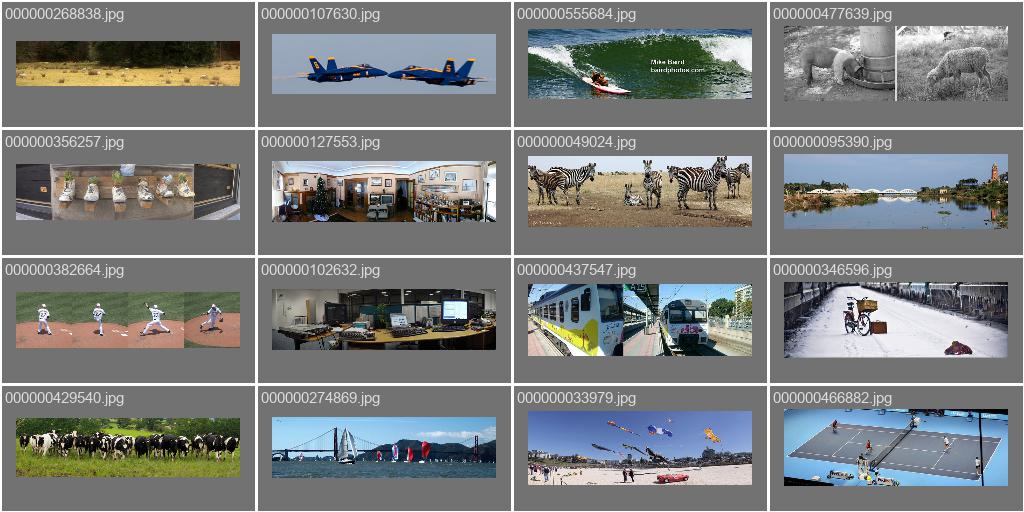 000000268838.jpg
000000107630.jpg
000000555684.jpg
000000477639.jpg
Mike Baird
bairdphotos.com
000000356257.jpg
000000127553.jpg
000000049024.jpg
000000095390.jpg
000000382664.jpg
000000102632.jpg
000000437547.jpg
000000346596.jpg
000000429540.jpg
000000274869.jpg
000000033979.jpg
000000466882.jpg